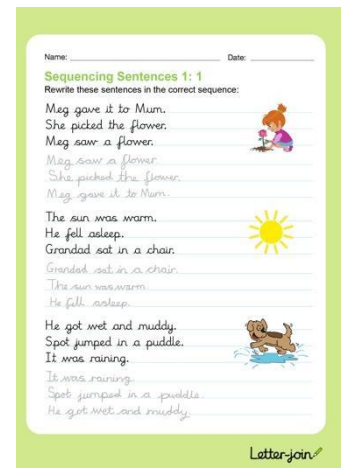 Name: Date:
Sequencing Sentences 1: 1
Rewrite these sentences in the correct sequence:
Meg gave it to Mum.
She picked the flower.
Meg saw a flower.
Meg saw a flower.
She picked the flower.
Meg gave it to Mum.
The sun was warm.
He fell asleep.
Grandad sat in a chair.
Grandad sat in a chair.
The sun was warm.
He fell asleep.
He got wet and muddy.
Spot jumped in a puddle.
It was raining.
It was raining.
Spot jumped in a puddle.
He got wet and muddy.
Letter-join